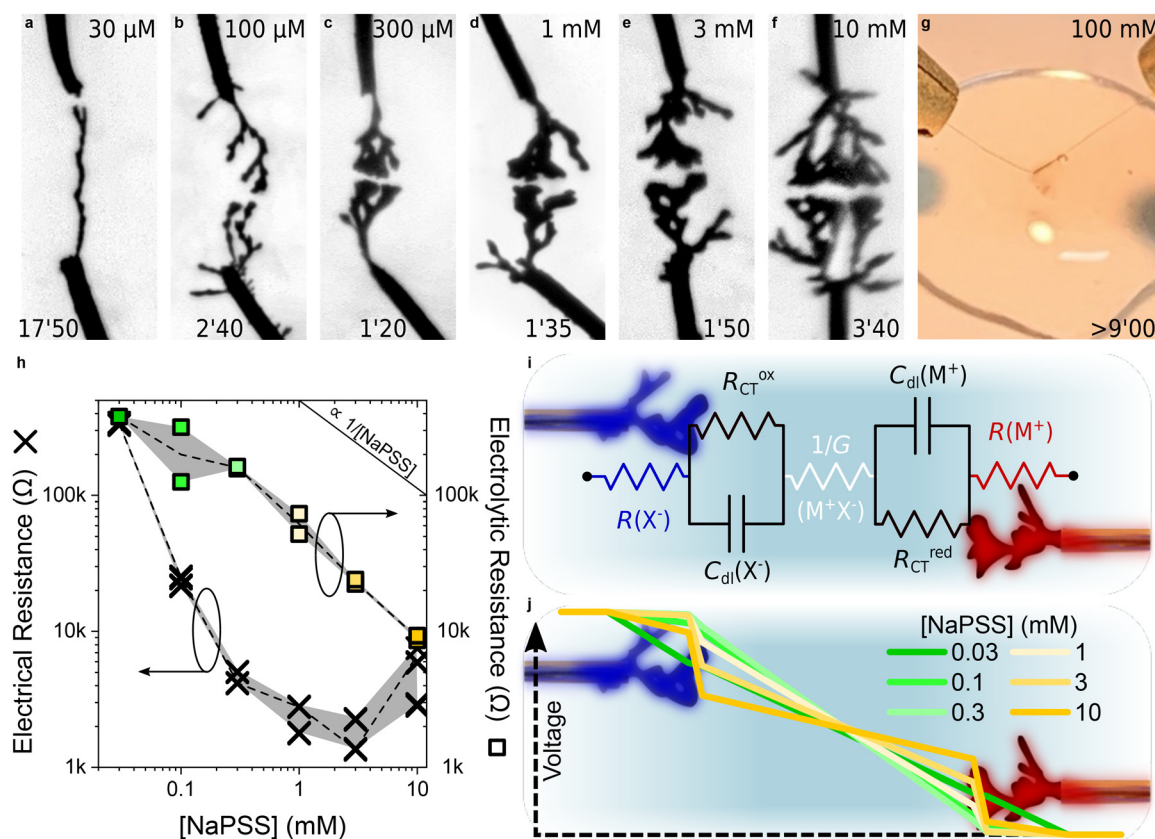 a 30 µM
b 100 µM
c 300 µM
d 1 mM
e 3 mM
f 10 mM
g 100 mM
17'50
2'40
1'20
1'35
1'50
3'40
>9'00
h
Electrical Resistance (Ω)
100k
10k
1k
0.1
1
10
[NaPSS] (mM)
∝ 1/[NaPSS]
100k
10k
1k
Electrolytic Resistance (Ω)
i
R(X⁻)
R_CT^ox
C_dl(X⁻)
1/G
(M⁺X⁻)
C_dl(M⁺)
R_CT^red
R(M⁺)
j
Voltage
[NaPSS] (mM)
0.03 1
0.1 3
0.3 10